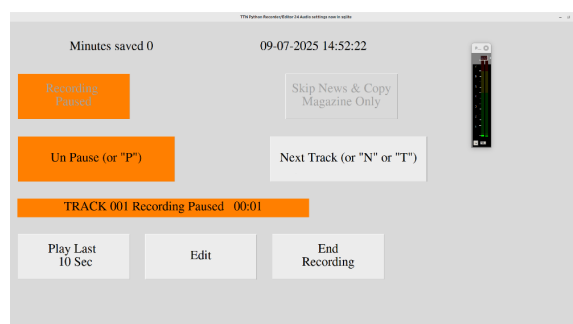 TTN Python Recorder/Editor 3d Audio settings now in sqlite
Minutes saved 0
09-07-2025 14:52:22
Recording
Paused
Skip News & Copy
Magazine Only
Un Pause (or "P")
Next Track (or "N" or "T")
TRACK 001 Recording Paused 00:01
Play Last
10 Sec
Edit
End
Recording